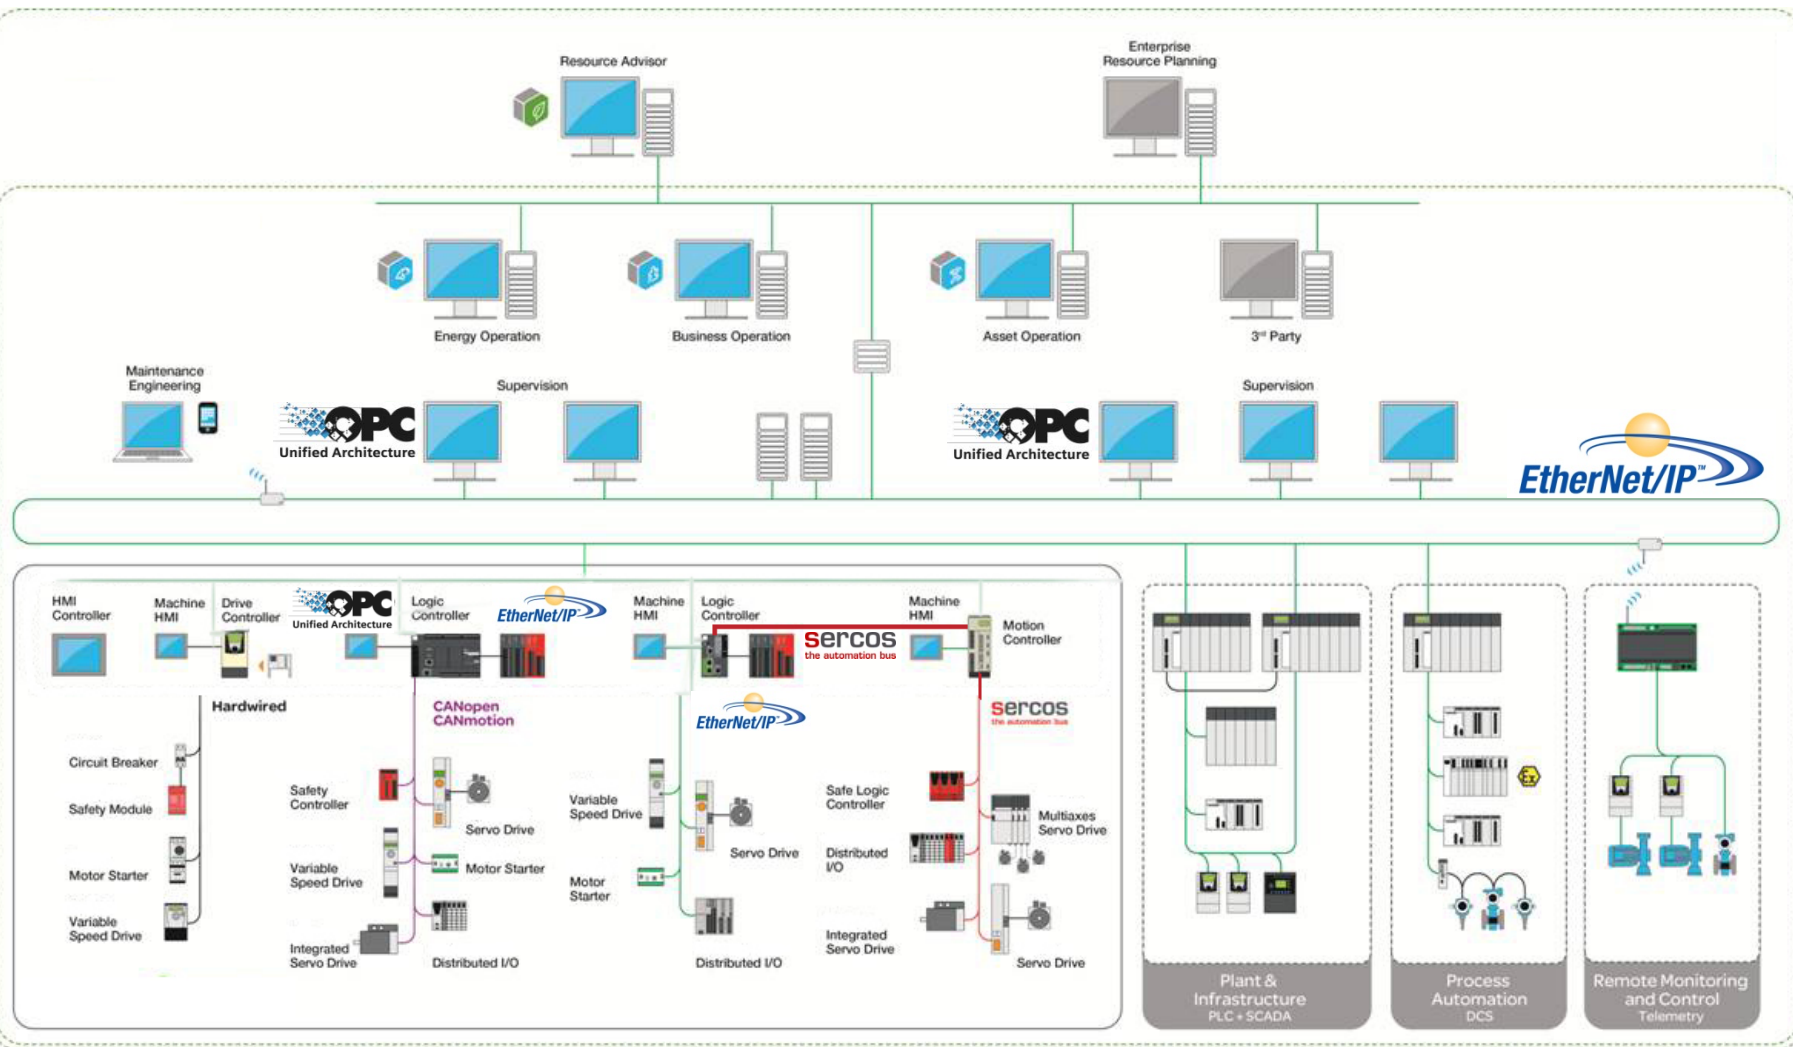 Resource Advisor
Enterprise
Resource Planning
Energy Operation
Business Operation
Asset Operation
3rd Party
Maintenance
Engineering
Supervision
OPC
Unified Architecture
Supervision
OPC
Unified Architecture
EtherNet/IP™
HMI
Controller
Machine
HMI
Drive
Controller
OPC
Unified Architecture
Logic
Controller
EtherNet/IP
Machine
HMI
Logic
Controller
sercos
the automation bus
Machine
HMI
Motion
Controller
Hardwired
Circuit Breaker
Safety Module
Motor Starter
Variable
Speed Drive
CANopen
CANmotion
Safety
Controller
Servo Drive
Variable
Speed Drive
Motor Starter
Integrated
Servo Drive
Distributed I/O
EtherNet/IP
Variable
Speed Drive
Servo Drive
Motor
Starter
Distributed I/O
sercos
the automation bus
Safe Logic
Controller
Multiaxes
Servo Drive
Distributed
I/O
Integrated
Servo Drive
Servo Drive
Plant &
Infrastructure
PLC + SCADA
Ex
Process
Automation
DCS
Remote Monitoring
and Control
Telemetry